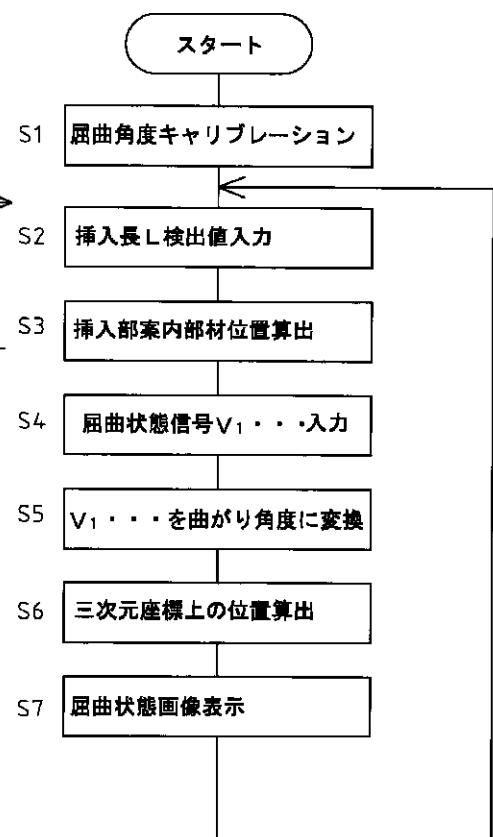 スタート
S1 屈曲角度キャリブレーション
S2 挿入長L検出値入力
S3 挿入部案内部材位置算出
S4 屈曲状態信号V₁・・・入力
S5 V₁・・・を曲がり角度に変換
S6 三次元座標上の位置算出
S7 屈曲状態画像表示